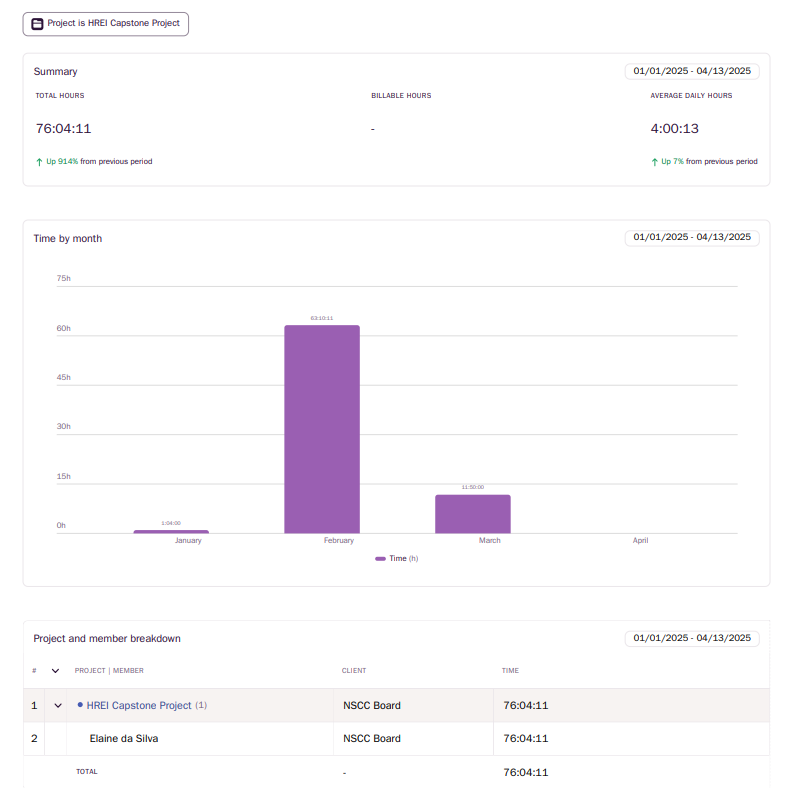 Project is HREI Capstone Project
Summary
01/01/2025 - 04/13/2025
TOTAL HOURS
BILLABLE HOURS
AVERAGE DAILY HOURS
76:04:11
-
4:00:13
↑ Up 914% from previous period
↑ Up 7% from previous period
Time by month
01/01/2025 - 04/13/2025
75h
63:10:11
60h
45h
30h
15h
11:50:00
1:04:00
0h
January February March April
Time (h)
Project and member breakdown
01/01/2025 - 04/13/2025
# PROJECT | MEMBER CLIENT TIME
1 HREI Capstone Project (1) NSCC Board 76:04:11
2 Elaine da Silva NSCC Board 76:04:11
TOTAL - 76:04:11